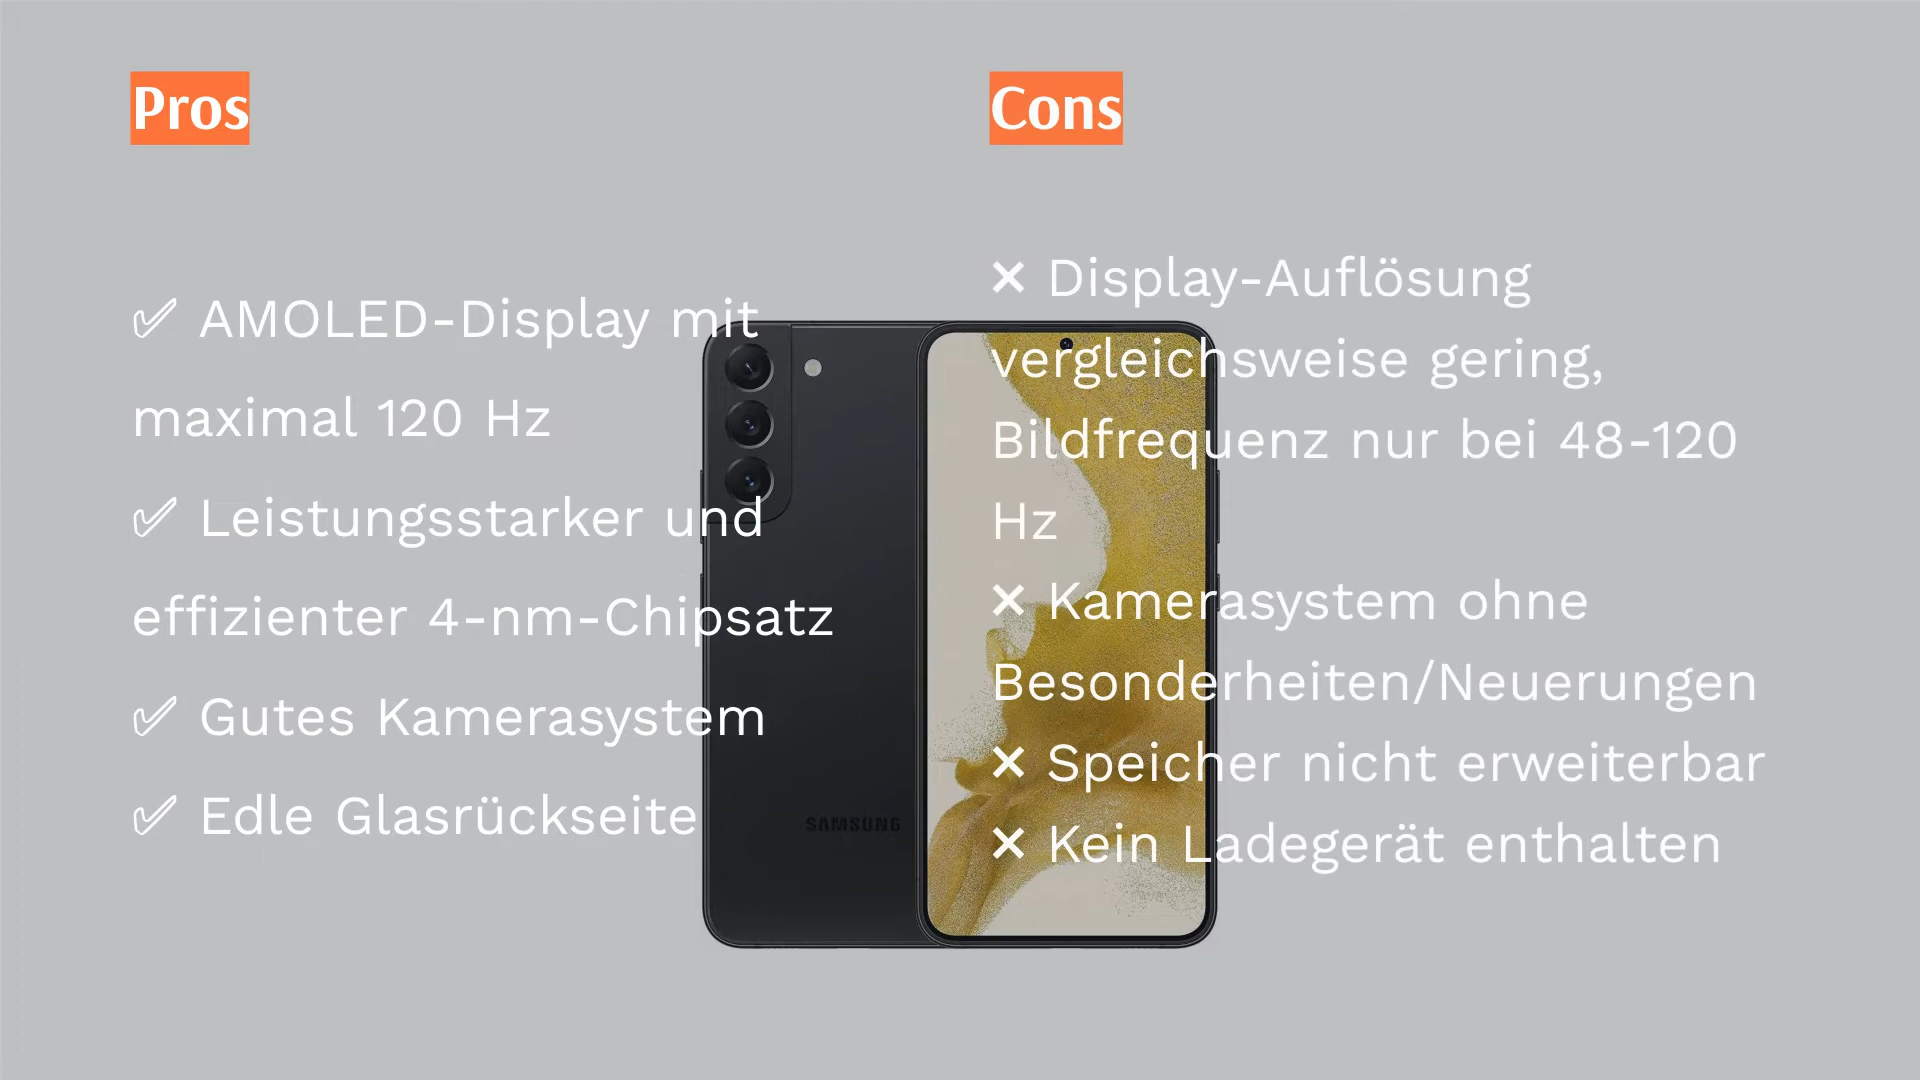 Pros
✅ AMOLED-Display mit
maximal 120 Hz
✅ Leistungsstarker und
effizienter 4-nm-Chipsatz
✅ Gutes Kamerasystem
✅ Edle Glasrückseite
SAMSUNG
Cons
❌ Display-Auflösung
vergleichsweise gering,
Bildfrequenz nur bei 48-120
Hz
❌ Kamerasystem ohne
Besonderheiten/Neuerungen
❌ Speicher nicht erweiterbar
❌ Kein Ladegerät enthalten